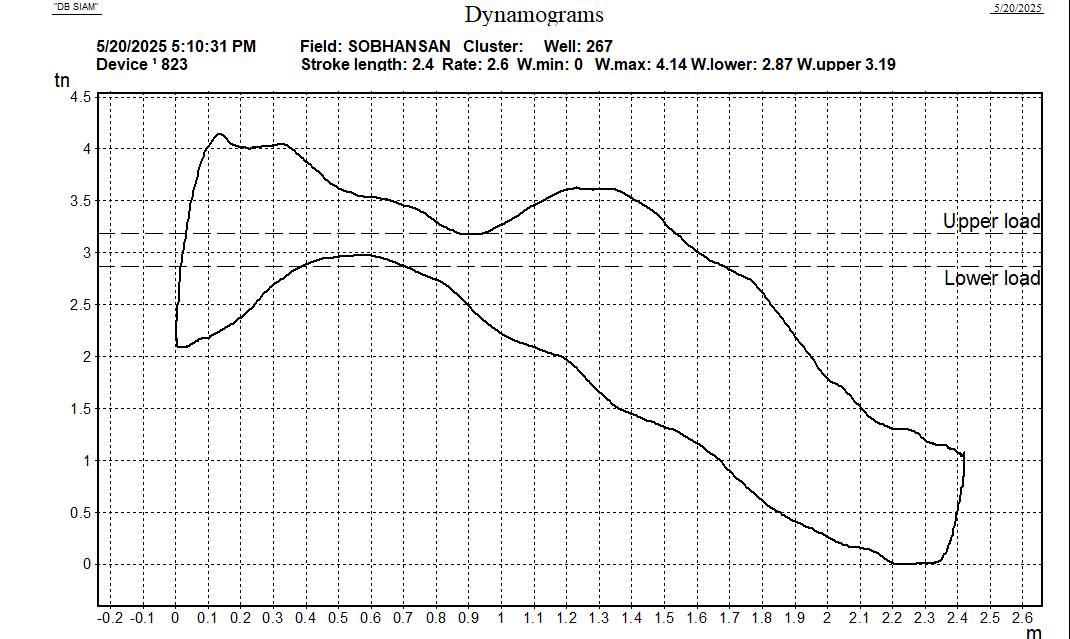 "DB SIAM"
5/20/2025
Dynamograms
5/20/2025 5:10:31 PM Field: SOBHANSAN Cluster: Well: 267
Device ¹ 823 Stroke length: 2.4 Rate: 2.6 W.min: 0 W.max: 4.14 W.lower: 2.87 W.upper 3.19
tn
4.5
4
3.5
Upper load
3
Lower load
2.5
2
1.5
1
0.5
0
-0.2 -0.1 0 0.1 0.2 0.3 0.4 0.5 0.6 0.7 0.8 0.9 1 1.1 1.2 1.3 1.4 1.5 1.6 1.7 1.8 1.9 2 2.1 2.2 2.3 2.4 2.5 2.6
m